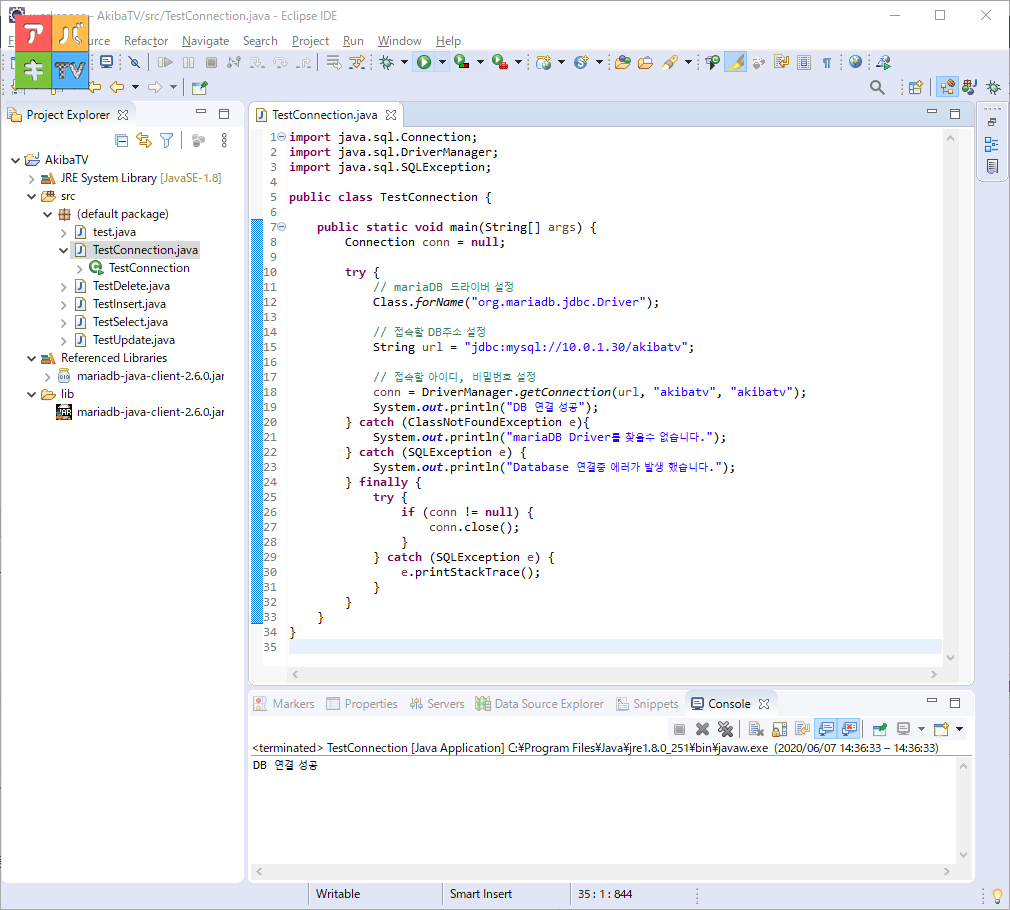 workspace - AkibaTV/src/TestConnection.java - Eclipse IDE
アバ
キTV
Refactor Navigate Search Project Run Window Help
Project Explorer
AkibaTV
JRE System Library [JavaSE-1.8]
src
(default package)
test.java
TestConnection.java
TestConnection
TestDelete.java
TestInsert.java
TestSelect.java
TestUpdate.java
Referenced Libraries
mariadb-java-client-2.6.0.jar
lib
mariadb-java-client-2.6.0.jar
TestConnection.java
1 import java.sql.Connection;
2 import java.sql.DriverManager;
3 import java.sql.SQLException;
4
5 public class TestConnection {
6
7 public static void main(String[] args) {
8 Connection conn = null;
9
10 try {
11 // mariaDB 드라이버 설정
12 Class.forName("org.mariadb.jdbc.Driver");
13
14 // 접속할 DB주소 설정
15 String url = "jdbc:mysql://10.0.1.30/akibatv";
16
17 // 접속할 아이디, 비밀번호 설정
18 conn = DriverManager.getConnection(url, "akibatv", "akibatv");
19 System.out.println("DB 연결 성공");
20 } catch (ClassNotFoundException e){
21 System.out.println("mariaDB Driver를 찾을수 없습니다.");
22 } catch (SQLException e) {
23 System.out.println("Database 연결중 에러가 발생 했습니다.");
24 } finally {
25 try {
26 if (conn != null) {
27 conn.close();
28 }
29 } catch (SQLException e) {
30 e.printStackTrace();
31 }
32 }
33 }
34 }
35
Markers Properties Servers Data Source Explorer Snippets Console
<terminated> TestConnection [Java Application] C:¥Program Files¥Java¥jre1.8.0_251¥bin¥javaw.exe (2020/06/07 14:36:33 – 14:36:33)
DB 연결 성공
Writable Smart Insert 35 : 1 : 844